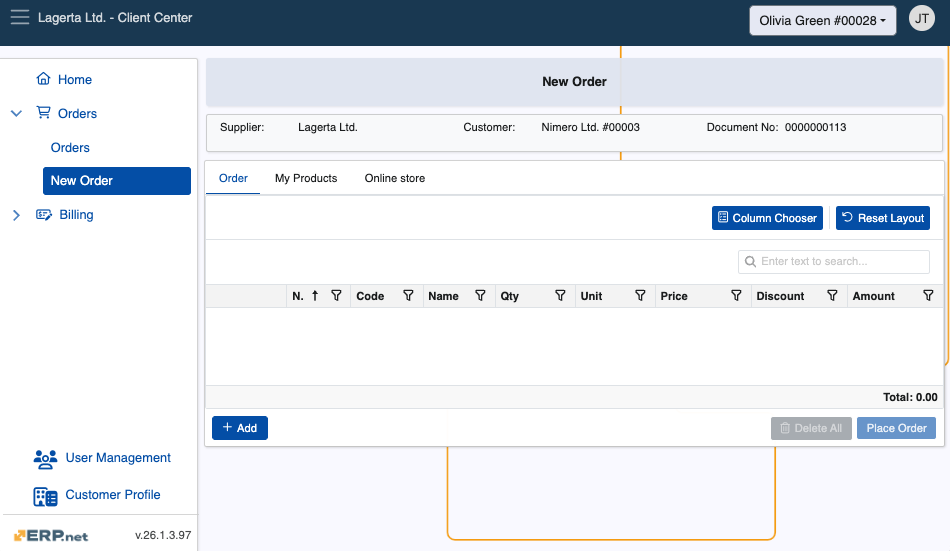 Lagerta Ltd. - Client Center
Olivia Green #00028
JT
Home
Orders
Orders
New Order
Billing
User Management
Customer Profile
ERP.net
v.26.1.3.97
New Order
Supplier: Lagerta Ltd. Customer: Nimero Ltd. #00003 Document No: 0000000113
Order My Products Online store
Column Chooser Reset Layout
Enter text to search...
N. Code Name Qty Unit Price Discount Amount
Total: 0.00
Add Delete All Place Order